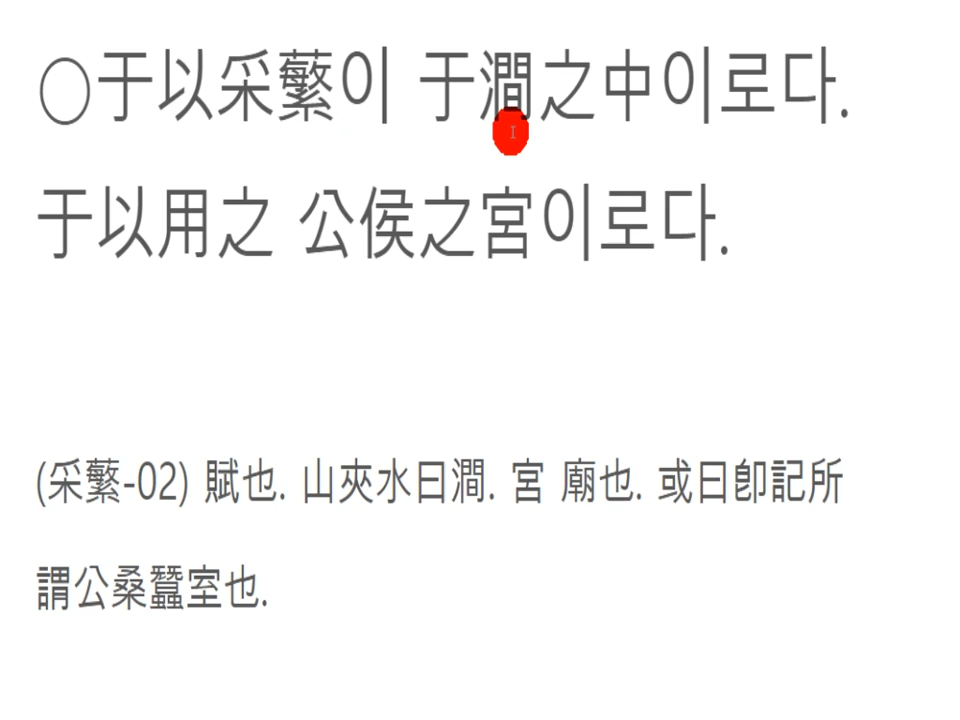 ○于以采蘩이 于澗之中이로다.
于以用之 公侯之宮이로다.
(采蘩-02) 賦也. 山夾水曰澗. 宮 廟也. 或曰卽記所
謂公桑蠶室也.